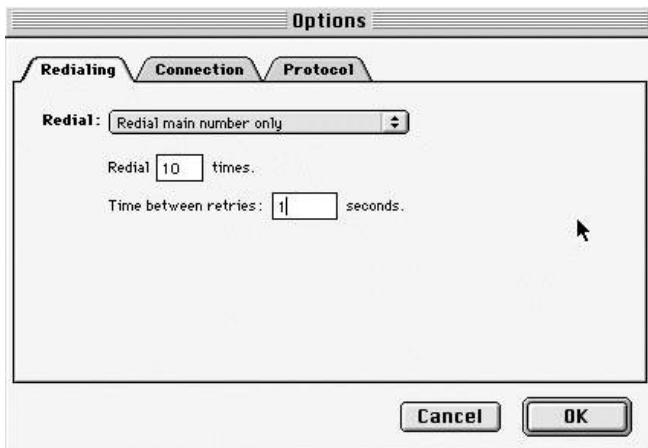 Options
Redialing Connection Protocol
Redial: Redial main number only
Redial 10 times.
Time between retries: 1 seconds.
Cancel OK